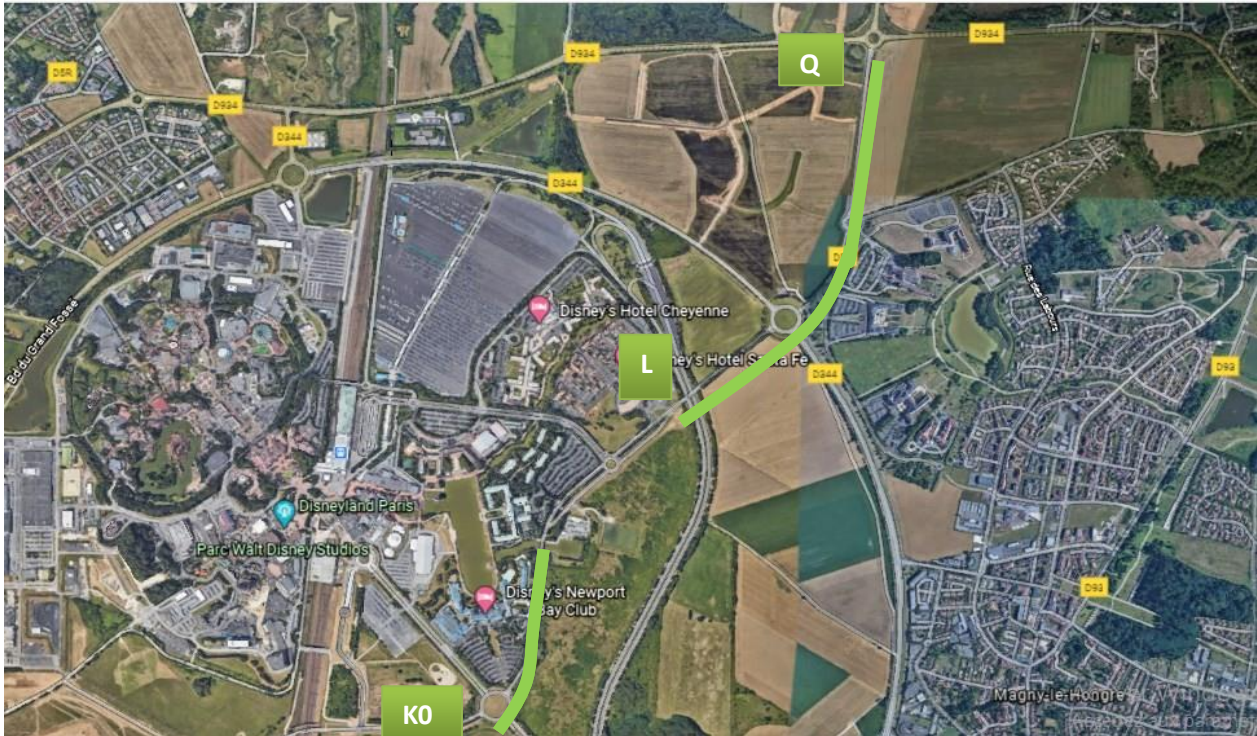 D934
D934
Q
D5R
D934
D344
D344
Disney's Hotel Cheyenne
L
ney's Hotel Santa Fe
D344
Rue des Labours
D93
Bd du Grand Fossé
Disneyland Paris
Parc Walt Disney Studios
Disney's Newport
Bay Club
D93
K0
Magny-le-Hongre